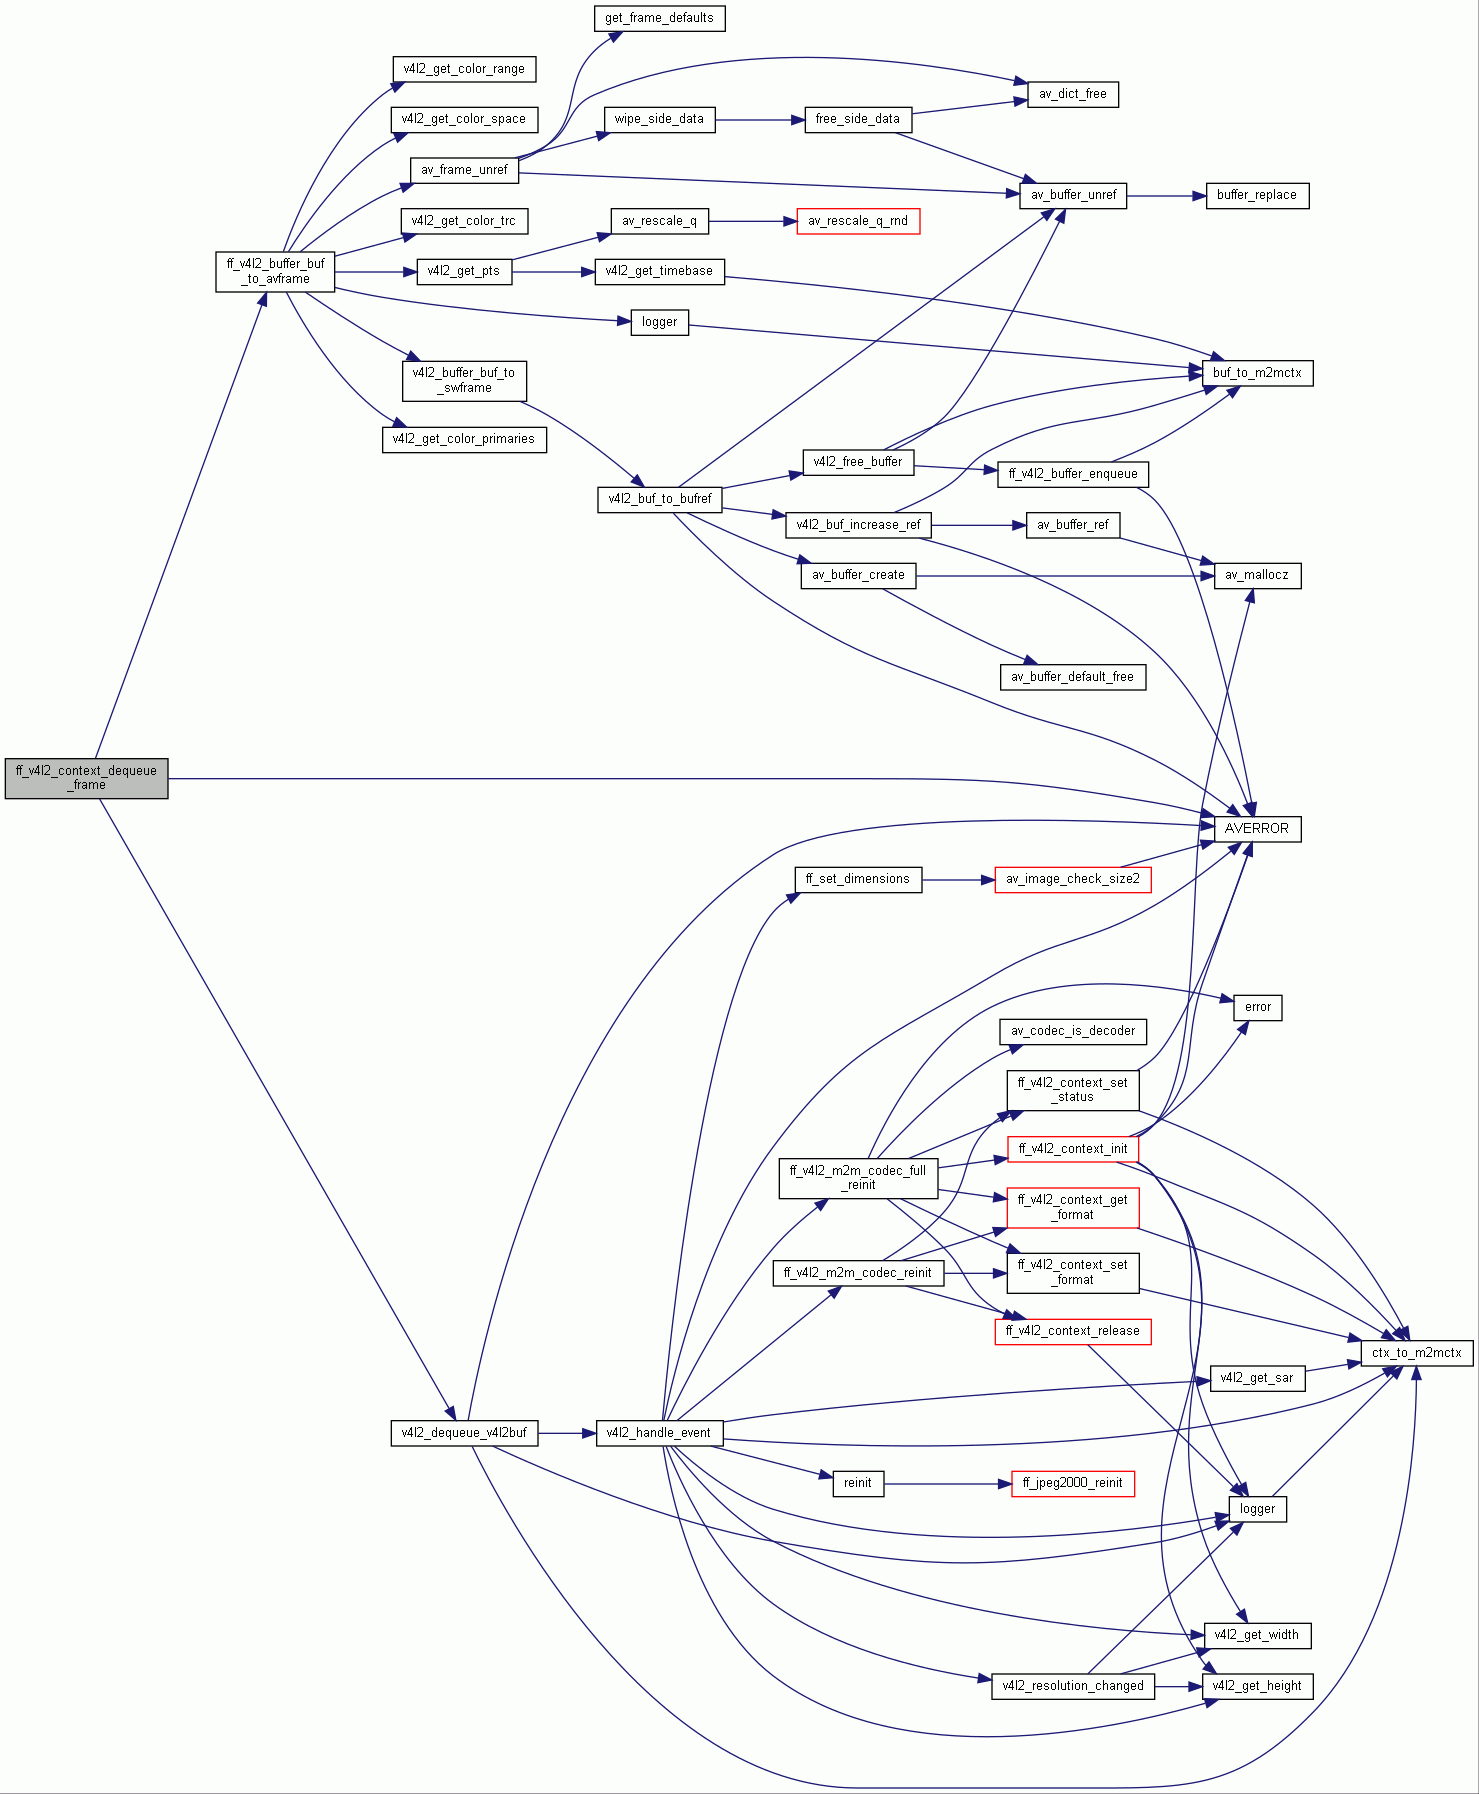 get_frame_defaults
v4l2_get_color_range
av_dict_free
v4l2_get_color_space
wipe_side_data
free_side_data
av_frame_unref
av_buffer_unref
buffer_replace
v4l2_get_color_trc
av_rescale_q
av_rescale_q_rnd
ff_v4l2_buffer_buf
_to_avframe
v4l2_get_pts
v4l2_get_timebase
logger
v4l2_buffer_buf_to
_swframe
buf_to_m2mctx
v4l2_get_color_primaries
v4l2_free_buffer
ff_v4l2_buffer_enqueue
v4l2_buf_to_bufref
v4l2_buf_increase_ref
av_buffer_ref
av_buffer_create
av_mallocz
av_buffer_default_free
ff_v4l2_context_dequeue
_frame
AVERROR
ff_set_dimensions
av_image_check_size2
error
av_codec_is_decoder
ff_v4l2_context_set
_status
ff_v4l2_context_init
ff_v4l2_m2m_codec_full
_reinit
ff_v4l2_context_get
_format
ff_v4l2_m2m_codec_reinit
ff_v4l2_context_set
_format
ff_v4l2_context_release
ctx_to_m2mctx
v4l2_get_sar
v4l2_dequeue_v4l2buf
v4l2_handle_event
reinit
ff_jpeg2000_reinit
logger
v4l2_get_width
v4l2_resolution_changed
v4l2_get_height